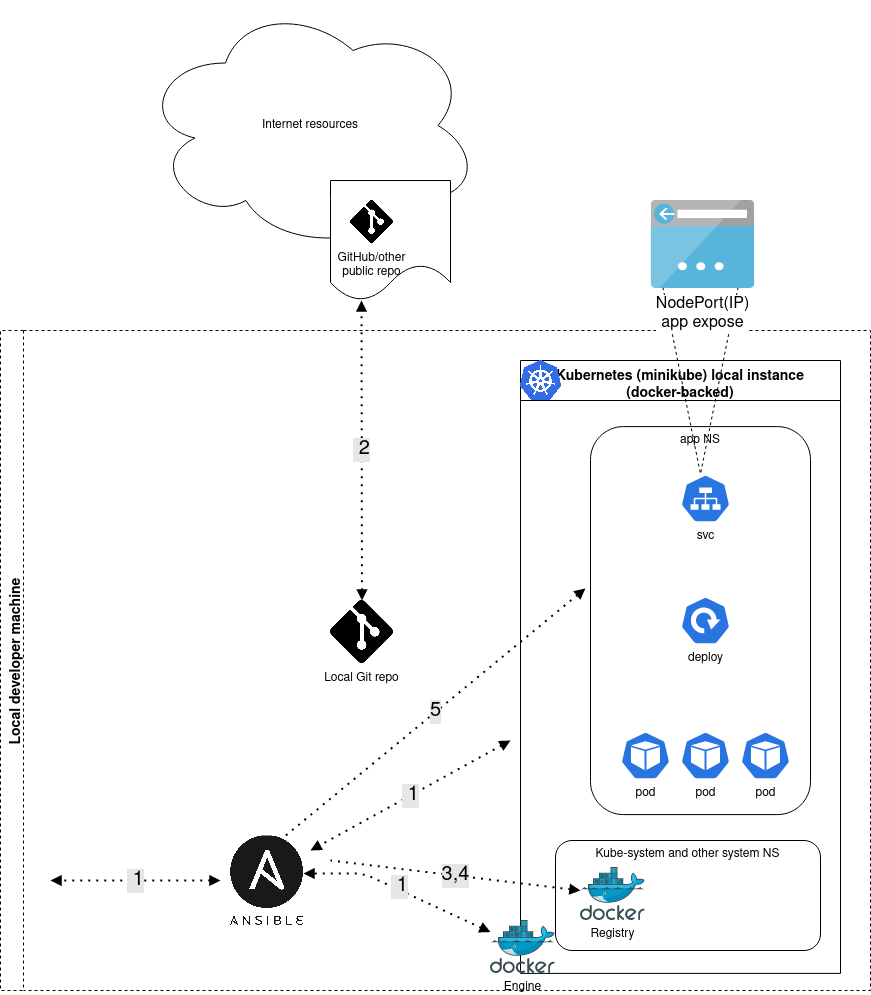 Internet resources
GitHub/other
public repo
NodePort(IP)
app expose
Kubernetes (minikube) local instance
(docker-backed)
app NS
2
svc
deploy
Local Git repo
Local developer machine
5
pod
pod
pod
1
Kube-system and other system NS
1
3,4
1
ANSIBLE
docker
Registry
docker
Engine